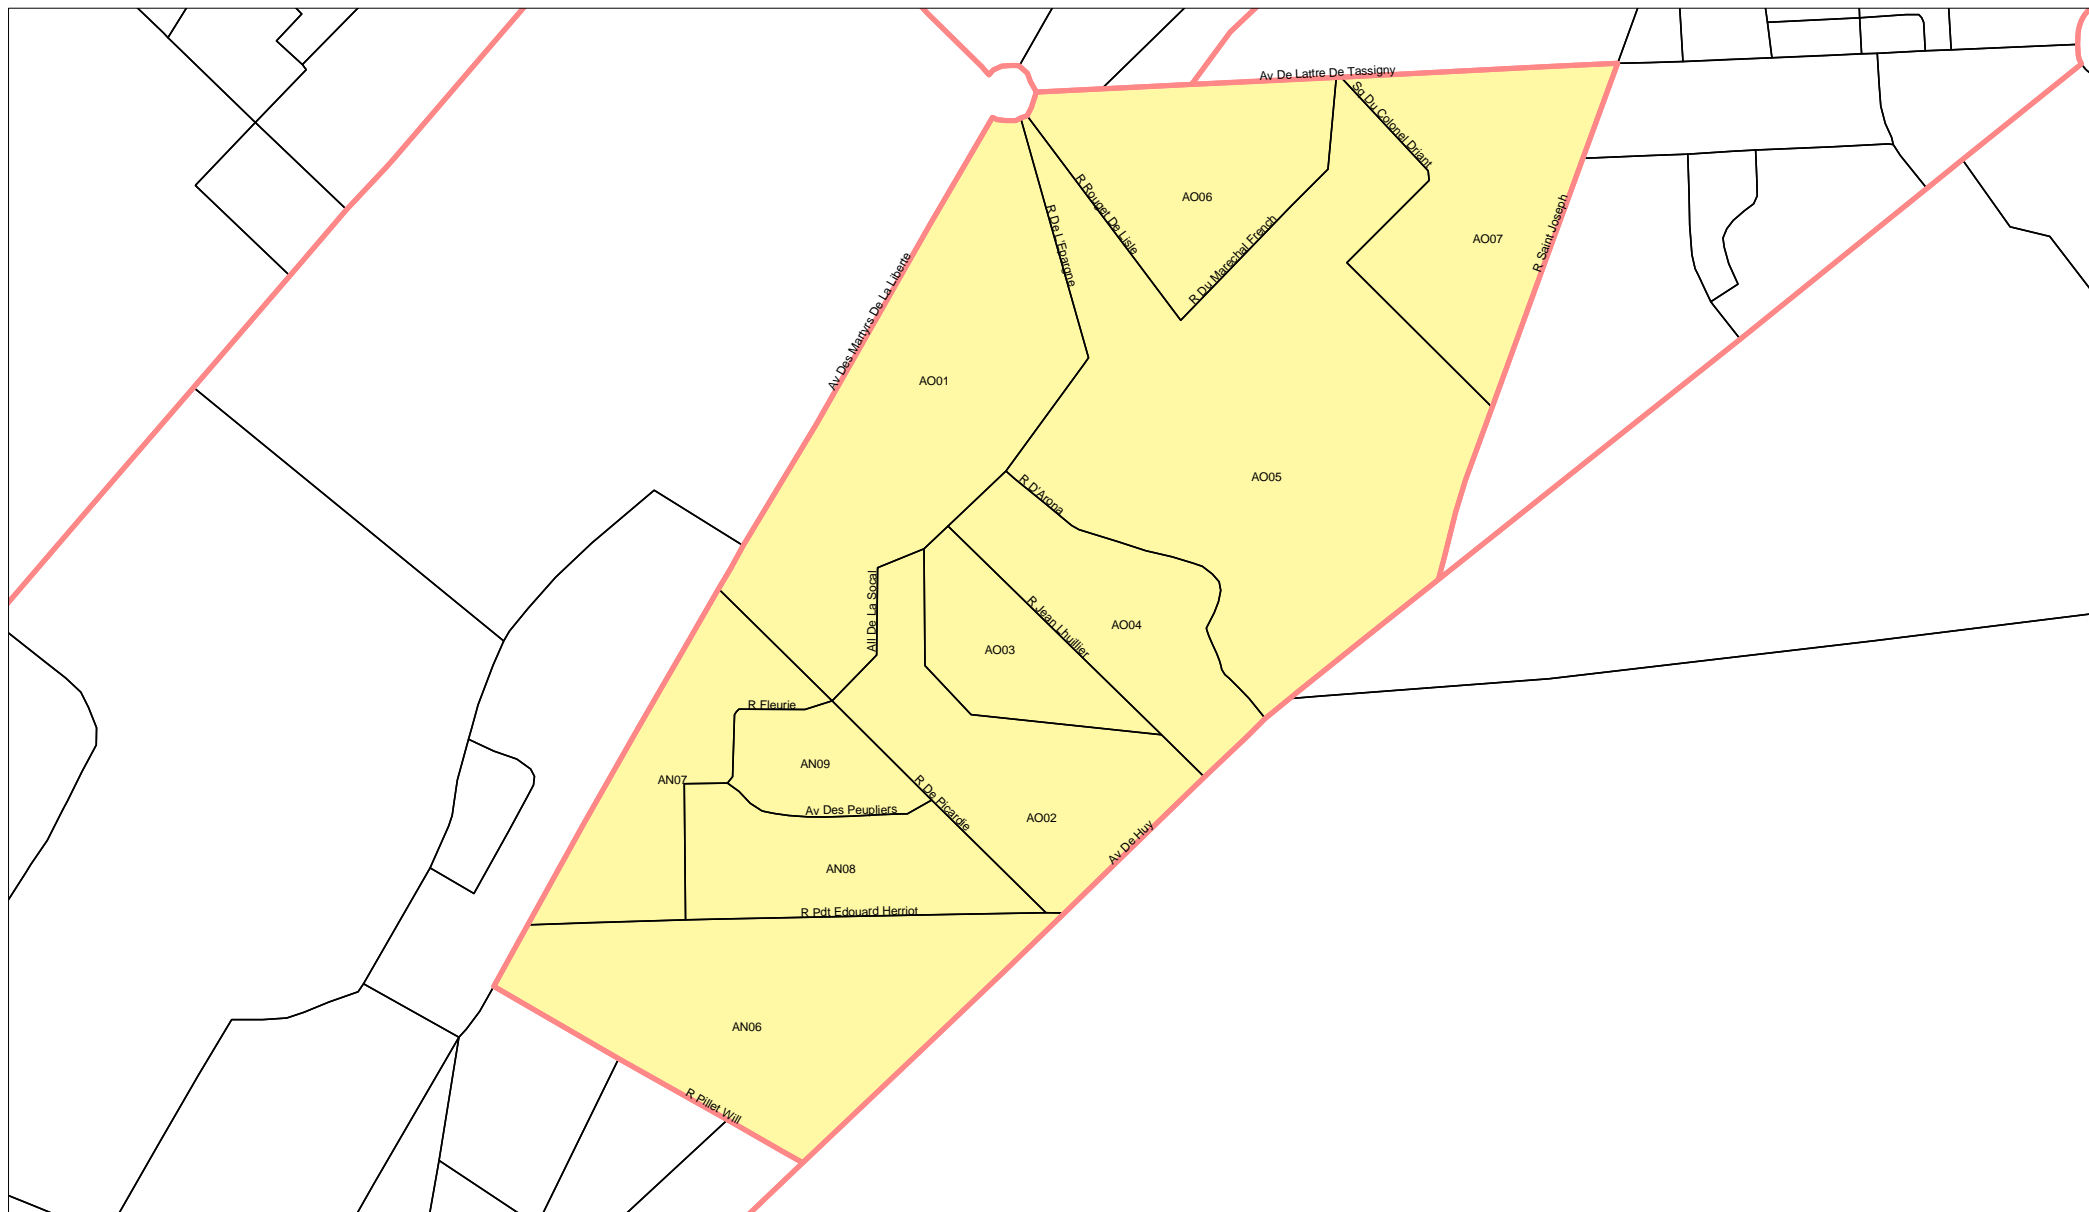 Av De Lattre De Tassigny
Sq Du Colonel Driant
R Rouget De Lisle
AO06
R De L 'Epargne
R Du Marechal French
AO07
R Saint Joseph
Av Des Martyrs De La Liberte
AO01
AO05
R D'Arona
All De La Socal
R Jean Lhuillier
AO04
AO03
R Fleurie
AN09
AN07
R De Picardie
Av Des Peupliers
AO02
Av De Huy
AN08
R Pdt Edouard Herriot
AN06
R Pillet Will